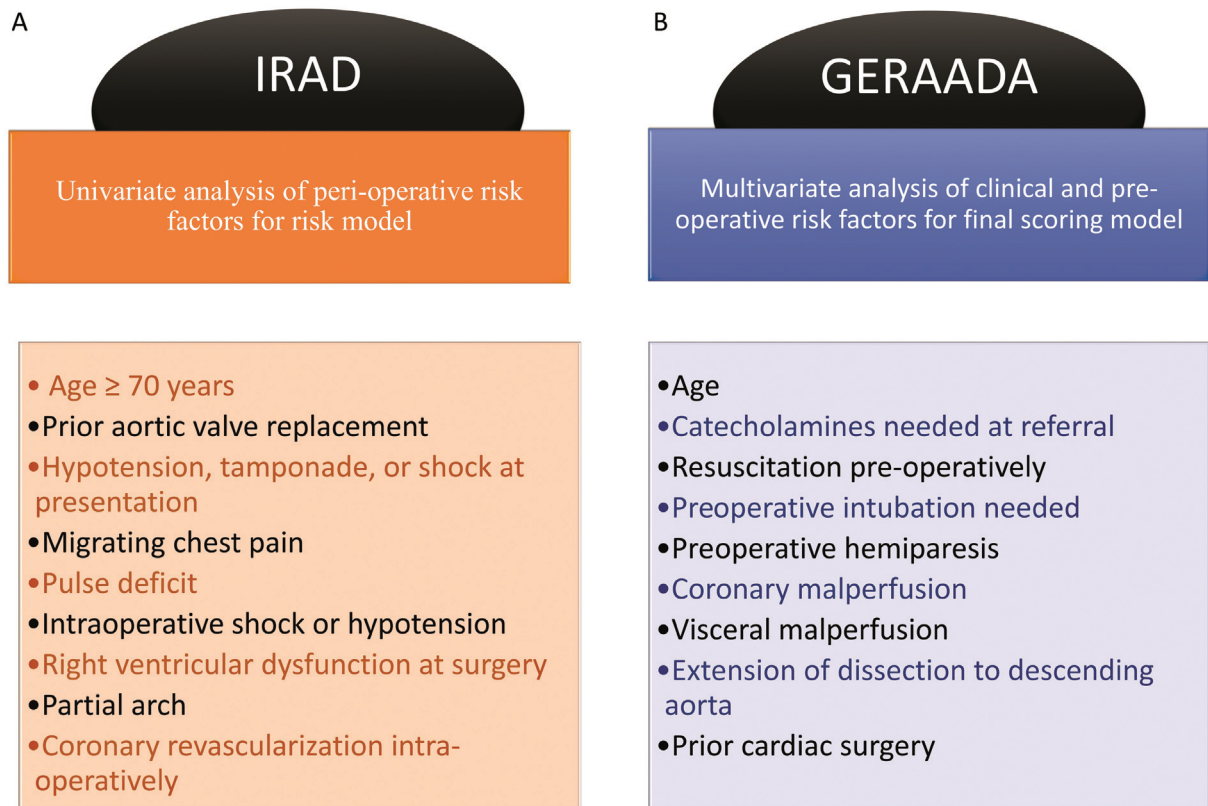 A
IRAD
Univariate analysis of peri-operative risk
factors for risk model
• Age ≥ 70 years
•Prior aortic valve replacement
•Hypotension, tamponade, or shock at
presentation
•Migrating chest pain
•Pulse deficit
•Intraoperative shock or hypotension
•Right ventricular dysfunction at surgery
•Partial arch
•Coronary revascularization intra-
operatively
B
GERAADA
Multivariate analysis of clinical and pre-
operative risk factors for final scoring model
•Age
•Catecholamines needed at referral
•Resuscitation pre-operatively
•Preoperative intubation needed
•Preoperative hemiparesis
•Coronary malperfusion
•Visceral malperfusion
•Extension of dissection to descending
aorta
•Prior cardiac surgery